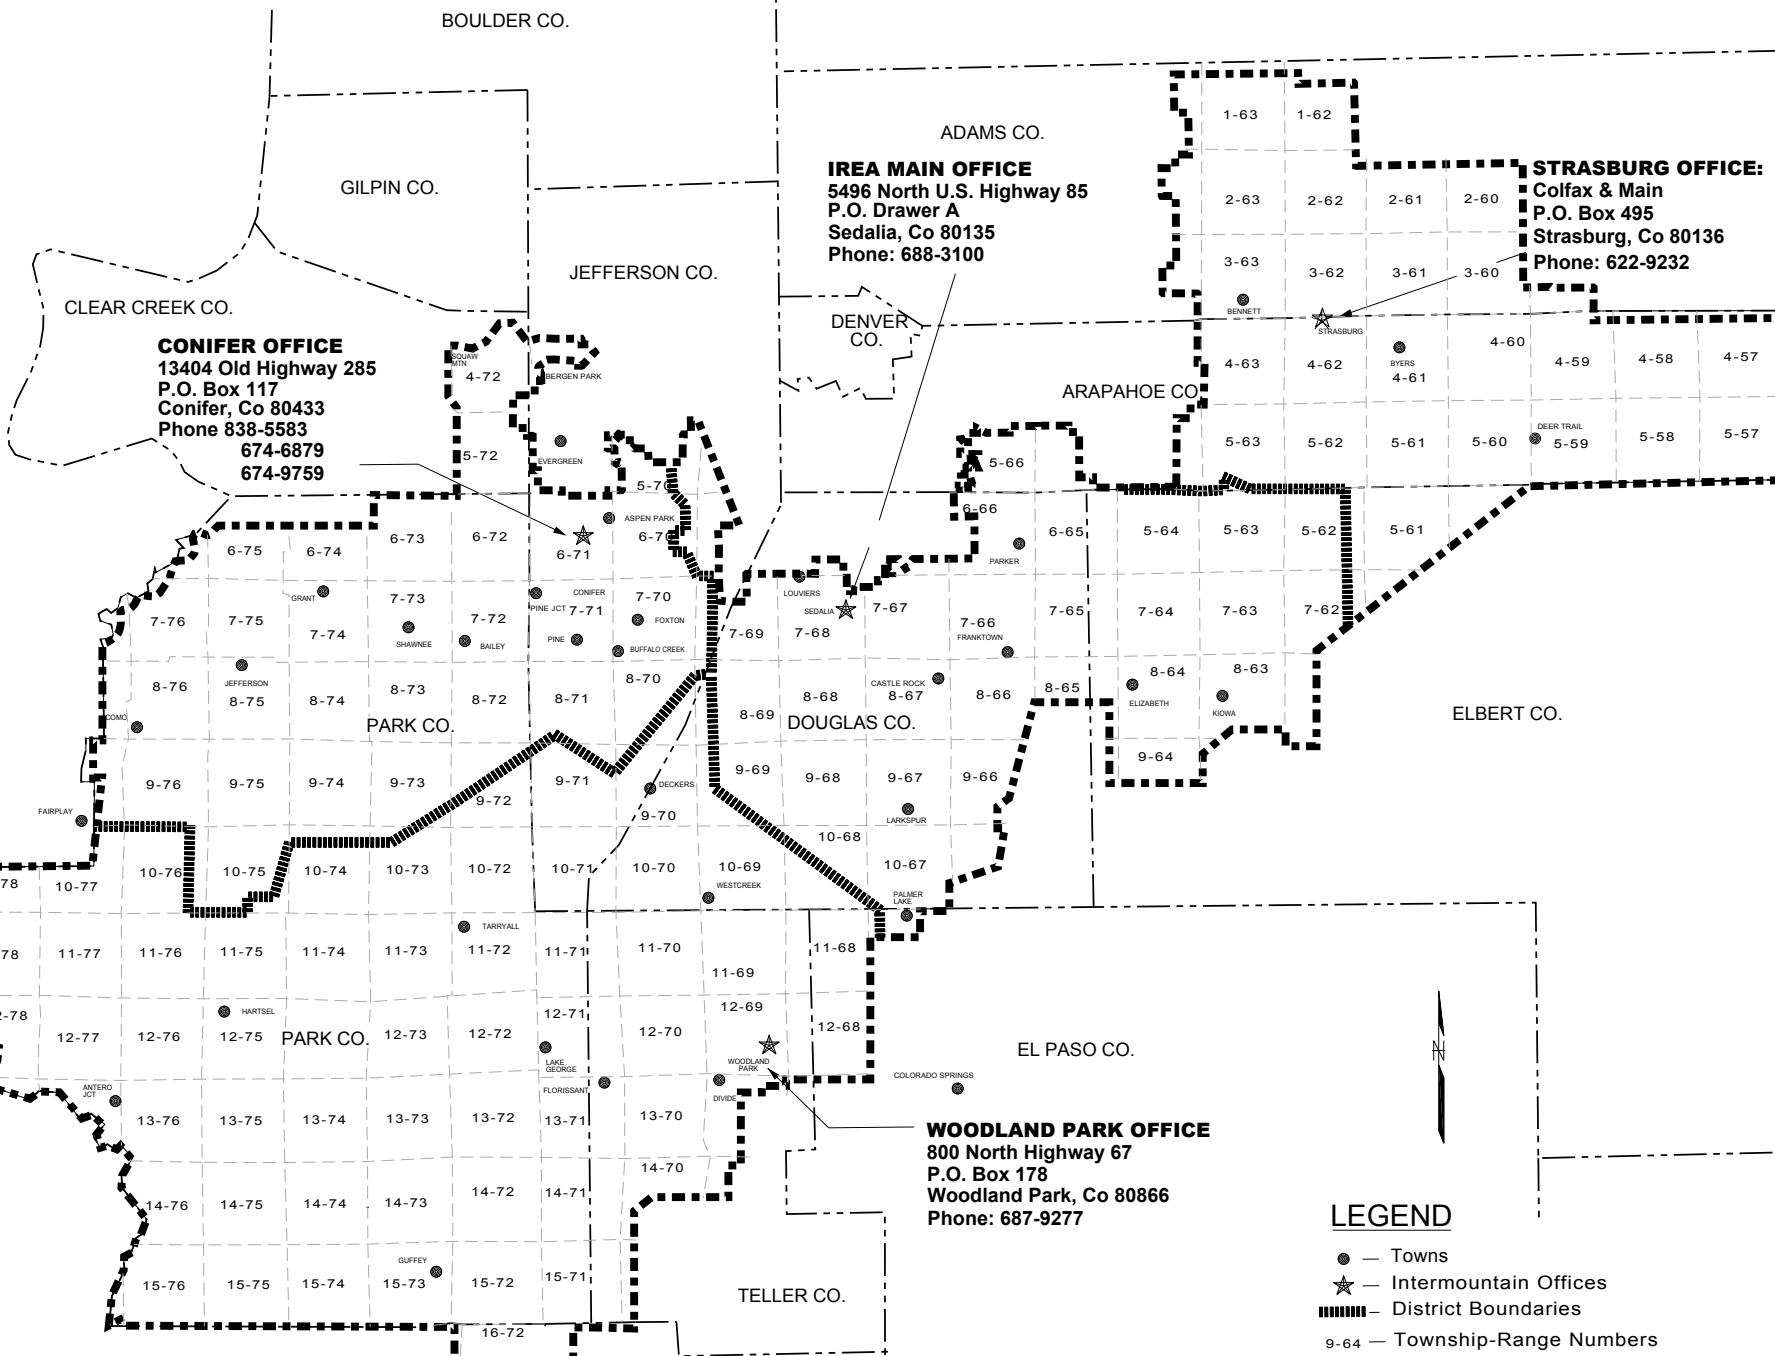 BOULDER CO.
ADAMS CO.
GILPIN CO.
JEFFERSON CO.
CLEAR CREEK CO.
DENVER
CO.
ARAPAHOE CO
IREA MAIN OFFICE
5496 North U.S. Highway 85
P.O. Drawer A
Sedalia, Co 80135
Phone: 688-3100
STRASBURG OFFICE:
Colfax & Main
P.O. Box 495
Strasburg, Co 80136
Phone: 622-9232
CONIFER OFFICE
13404 Old Highway 285
P.O. Box 117
Conifer, Co 80433
Phone 838-5583
674-6879
674-9759
1-63 1-62
2-63 2-62 2-61 2-60
3-63 3-62 3-61 3-60
BENNETT
STRASBURG
BYERS
4-63 4-62 4-61 4-60 4-59 4-58 4-57
DEER TRAIL
5-63 5-62 5-61 5-60 5-59 5-58 5-57
SQUAW
MTN
4-72
BERGEN PARK
5-72
EVERGREEN
5-70
5-66
6-66
ASPEN PARK
6-75 6-74 6-73 6-72 6-71 6-70
6-65 5-64 5-63 5-62 5-61
PARKER
GRANT
CONIFER
PINE JCT
LOUVIERS
SEDALIA
7-76 7-75 7-74 7-73 7-72 7-71 7-70
7-69 7-68 7-67 7-66 7-65 7-64 7-63 7-62
SHAWNEE
BAILEY
PINE
FOXTON
BUFFALO CREEK
FRANKTOWN
JEFFERSON
CASTLE ROCK
ELIZABETH
KIOWA
8-76 8-75 8-74 8-73 8-72 8-71 8-70
8-69 8-68 8-67 8-66 8-65 8-64 8-63
COMO
PARK CO.
DOUGLAS CO.
ELBERT CO.
9-76 9-75 9-74 9-73 9-72 9-71 9-70
9-69 9-68 9-67 9-66 9-64
DECKERS
FAIRPLAY
LARKSPUR
78 10-77 10-76 10-75 10-74 10-73 10-72 10-71 10-70 10-69 10-68 10-67
WESTCREEK
PALMER
LAKE
TARRYALL
78 11-77 11-76 11-75 11-74 11-73 11-72 11-71 11-70 11-69 11-68
HARTSEL
2-78 12-77 12-76 12-75 12-73 12-72 12-71 12-70 12-69 12-68
PARK CO.
LAKE
GEORGE
WOODLAND
PARK
EL PASO CO.
COLORADO SPRINGS
N
ANTERO
JCT
FLORISSANT
DIVIDE
13-76 13-75 13-74 13-73 13-72 13-71 13-70
WOODLAND PARK OFFICE
800 North Highway 67
P.O. Box 178
Woodland Park, Co 80866
Phone: 687-9277
14-76 14-75 14-74 14-73 14-72 14-71 14-70
GUFFEY
15-76 15-75 15-74 15-73 15-72 15-71
16-72
TELLER CO.
LEGEND
— Towns
— Intermountain Offices
– District Boundaries
9-64 — Township-Range Numbers